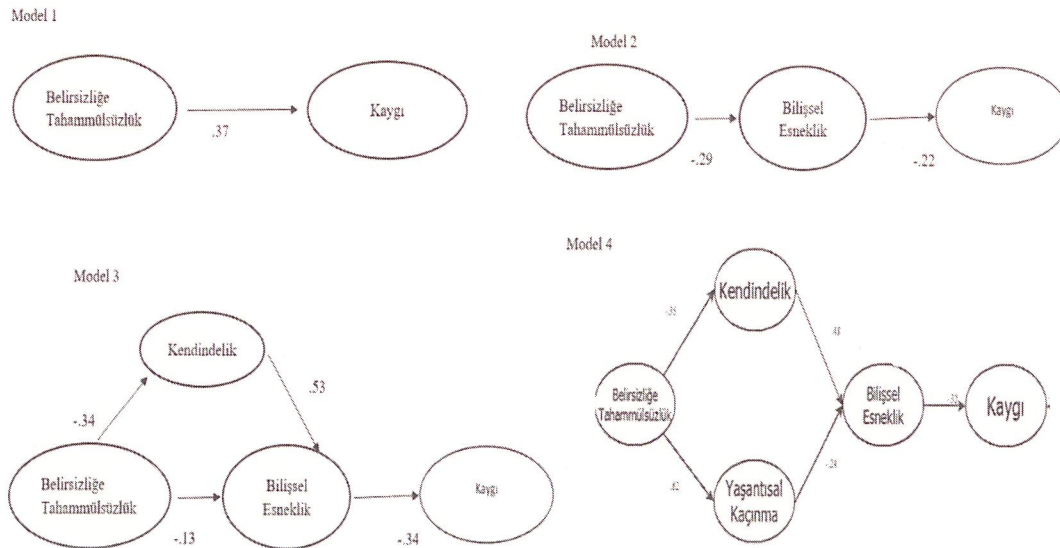 Model 1
Belirsizliğe
Tahammülsüzlük
.37
Kaygı
Model 2
Belirsizliğe
Tahammülsüzlük
-.29
Bilişsel
Esneklik
-.22
Kaygı
Model 3
Kendindelik
-.34
.53
Belirsizliğe
Tahammülsüzlük
-.13
Bilişsel
Esneklik
-.34
Kaygı
Model 4
Kendindelik
Belirsizliğe
Tahammülsüzlük
Bilişsel
Esneklik
Kaygı
Yaşantısal
Kaçınma